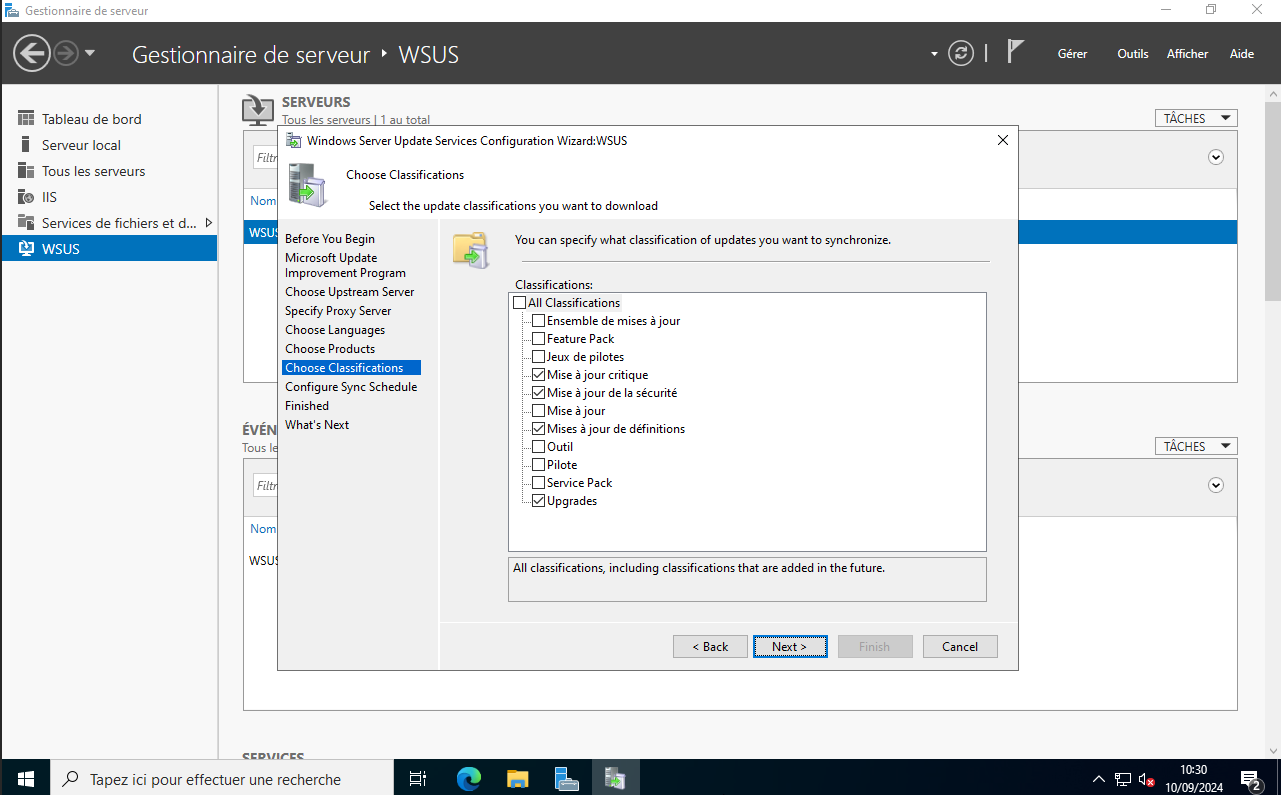 Gestionnaire de serveur
Gestionnaire de serveur
WSUS
Gérer
Outils
Afficher
Aide
Tableau de bord
Serveur local
Tous les serveurs
IIS
Services de fichiers et d...
WSUS
SERVEURS
Tous les serveurs | 1 au total
TÂCHES
Filtr
Nom
WSUS
ÉVÉN
Tous le
TÂCHES
Filtr
Nom
WSUS
SERVICES
Windows Server Update Services Configuration Wizard:WSUS
Choose Classifications
Select the update classifications you want to download
Before You Begin
Microsoft Update
Improvement Program
Choose Upstream Server
Specify Proxy Server
Choose Languages
Choose Products
Choose Classifications
Configure Sync Schedule
Finished
What's Next
You can specify what classification of updates you want to synchronize.
Classifications:
All Classifications
Ensemble de mises à jour
Feature Pack
Jeux de pilotes
Mise à jour critique
Mise à jour de la sécurité
Mise à jour
Mises à jour de définitions
Outil
Pilote
Service Pack
Upgrades
All classifications, including classifications that are added in the future.
< Back
Next >
Finish
Cancel
Tapez ici pour effectuer une recherche
10:30
10/09/2024
2